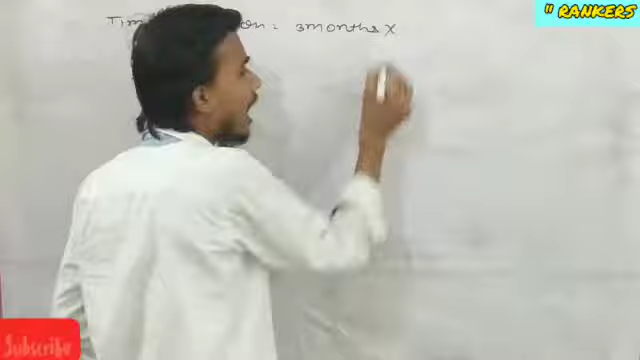 " RANKERS
Tim on = 3months X
Subscribe